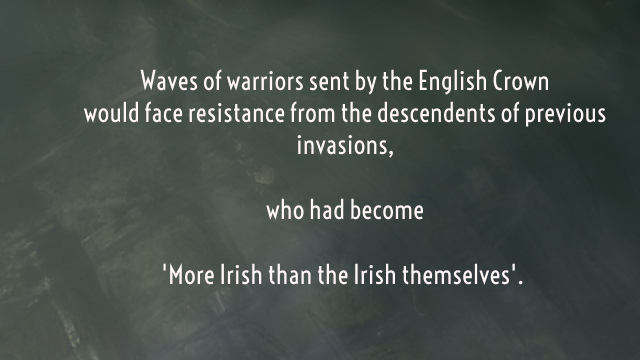 Waves of warriors sent by the English Crown
would face resistance from the descendents of previous
invasions,
who had become
'More Irish than the Irish themselves'.